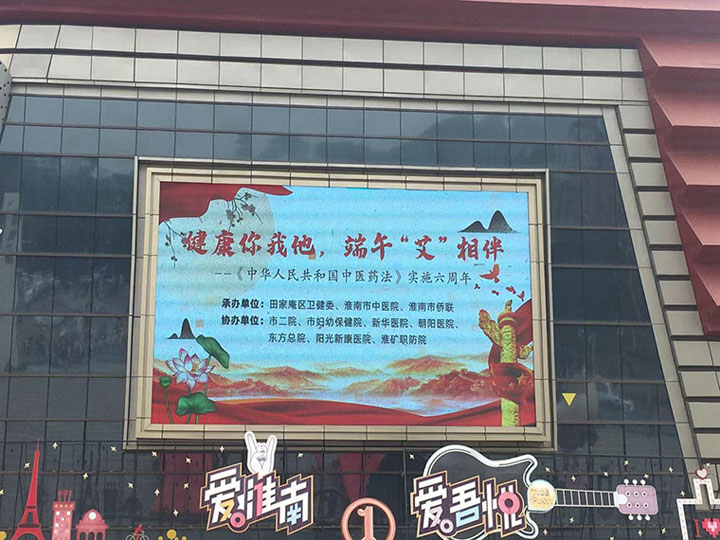 健康你我他，端午“艾”相伴
--《中华人民共和国中医药法》实施六周年
承办单位：田家庵区卫健委、淮南市中医院、淮南市侨联
协办单位：市二院、市妇幼保健院、新华医院、朝阳医院、
东方总院、阳光新康医院、淮矿职防院
爱淮南
1
爱吾悦